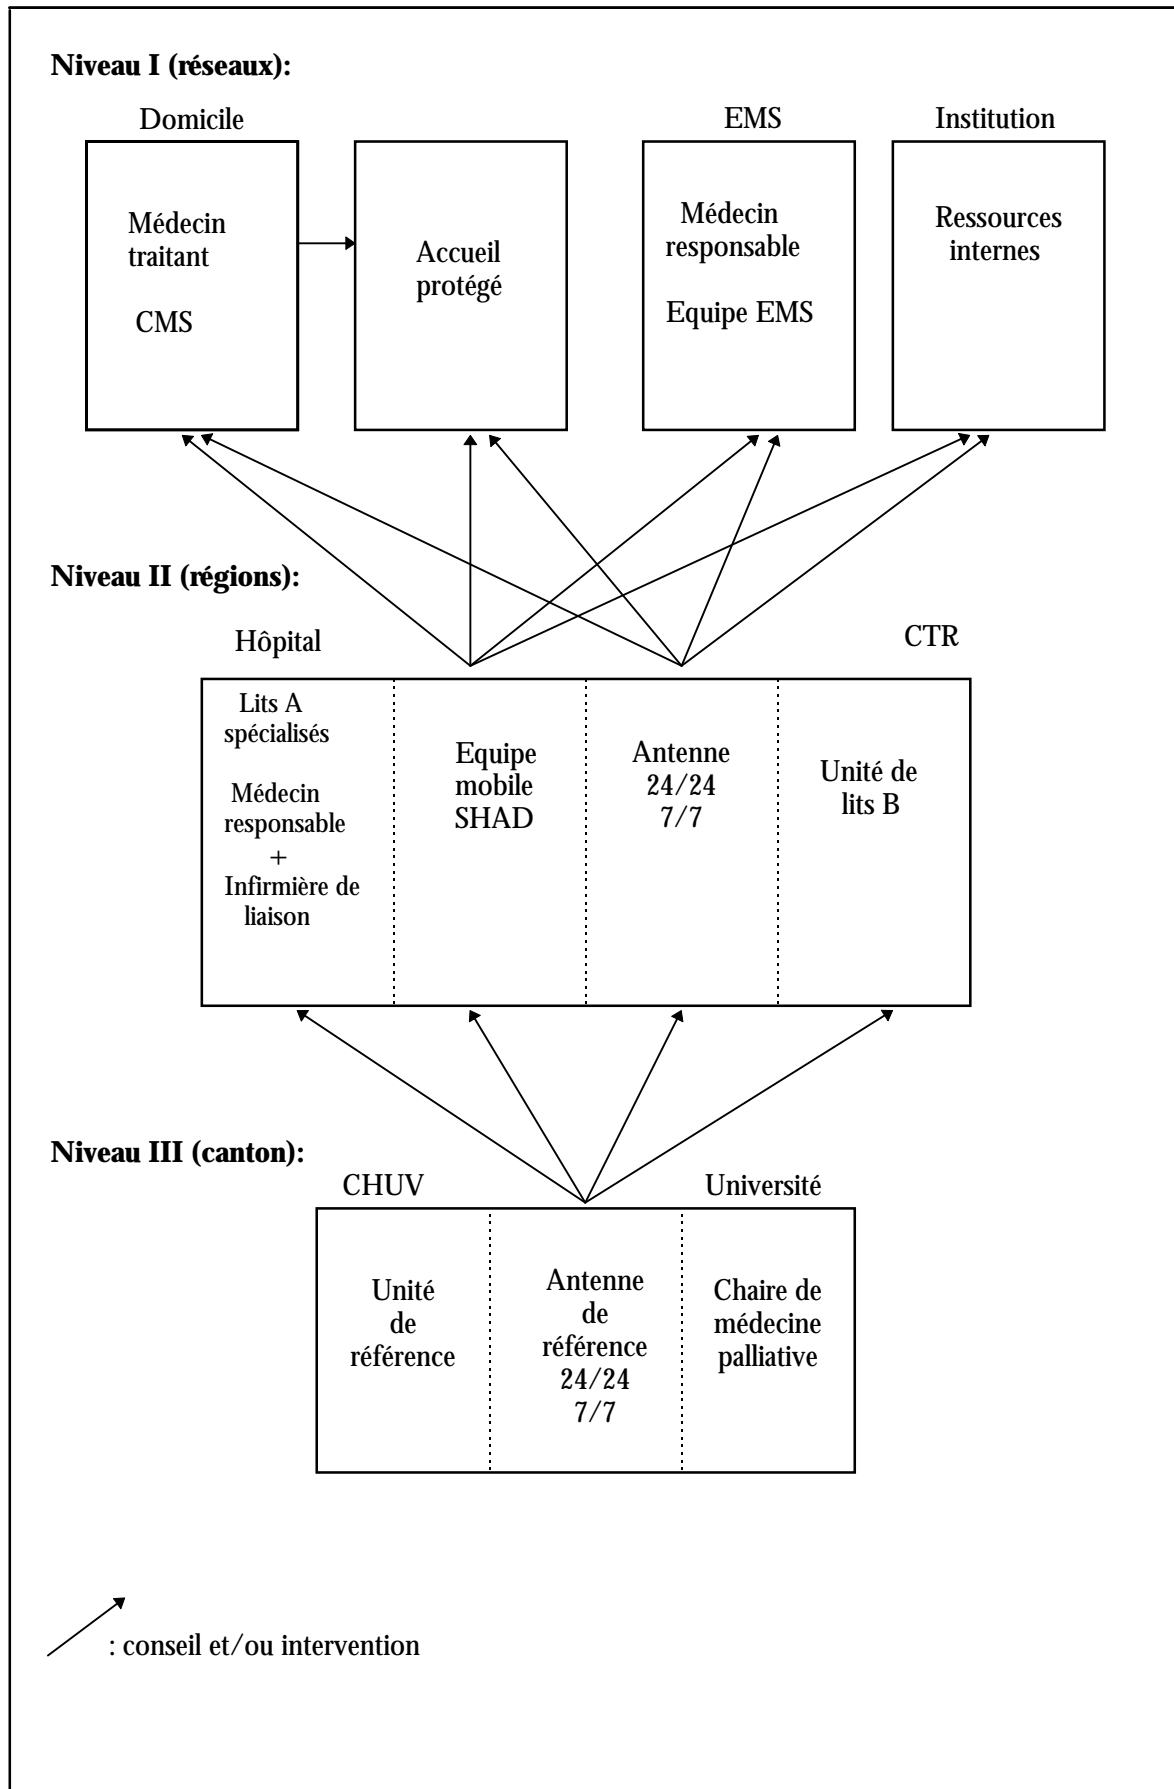 Niveau I (réseaux):
Domicile
EMS
Institution
Médecin
traitant
CMS
Accueil
protégé
Médecin
responsable
Equipe EMS
Ressources
internes
Niveau II (régions):
Hôpital
CTR
Lits A
spécialisés
Médecin
responsable
+
Infirmière de
liaison
Equipe
mobile
SHAD
Antenne
24/24
7/7
Unité de
lits B
Niveau III (canton):
CHUV
Université
Unité
de
référence
Antenne
de
référence
24/24
7/7
Chaire de
médecine
palliative
: conseil et/ou intervention